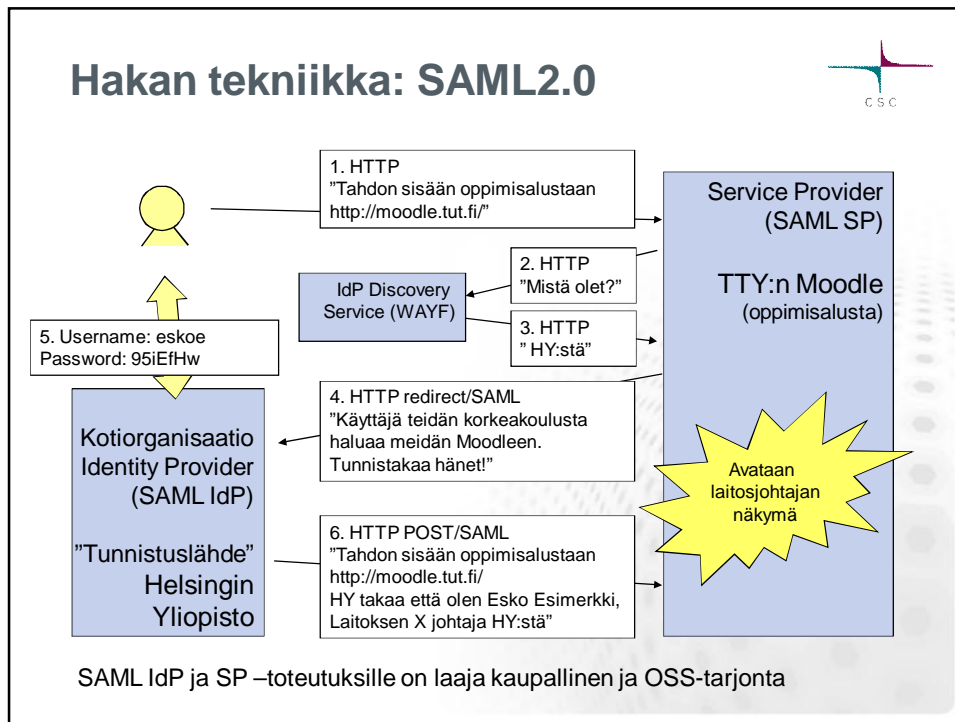 Hakan tekniikka: SAML2.0
CSC
1. HTTP
”Tahdon sisään oppimisalustaan
http://moodle.tut.fi/”
Service Provider
(SAML SP)
TTY:n Moodle
(oppimisalusta)
2. HTTP
”Mistä olet?”
IdP Discovery
Service (WAYF)
3. HTTP
” HY:stä”
5. Username: eskoe
Password: 95iEfHw
4. HTTP redirect/SAML
”Käyttäjä teidän korkeakoulusta
haluaa meidän Moodleen.
Tunnistakaa hänet!”
Kotiorganisaatio
Identity Provider
(SAML IdP)
”Tunnistuslähde”
Helsingin
Yliopisto
Avataan
laitosjohtajan
näkymä
6. HTTP POST/SAML
”Tahdon sisään oppimisalustaan
http://moodle.tut.fi/
HY takaa että olen Esko Esimerkki,
Laitoksen X johtaja HY:stä”
SAML IdP ja SP –toteutuksille on laaja kaupallinen ja OSS-tarjonta